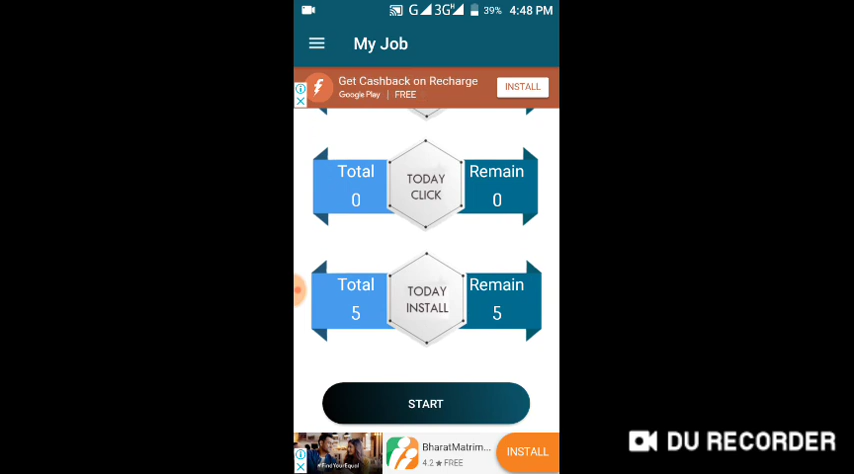 G 3G H 39% 4:48 PM
My Job
Get Cashback on Recharge
Google Play | FREE
INSTALL
Total
0
TODAY
CLICK
Remain
0
Total
5
TODAY
INSTALL
Remain
5
START
#FindYourEqual
BharatMatrim...
4.2 ★ FREE
INSTALL
DU RECORDER